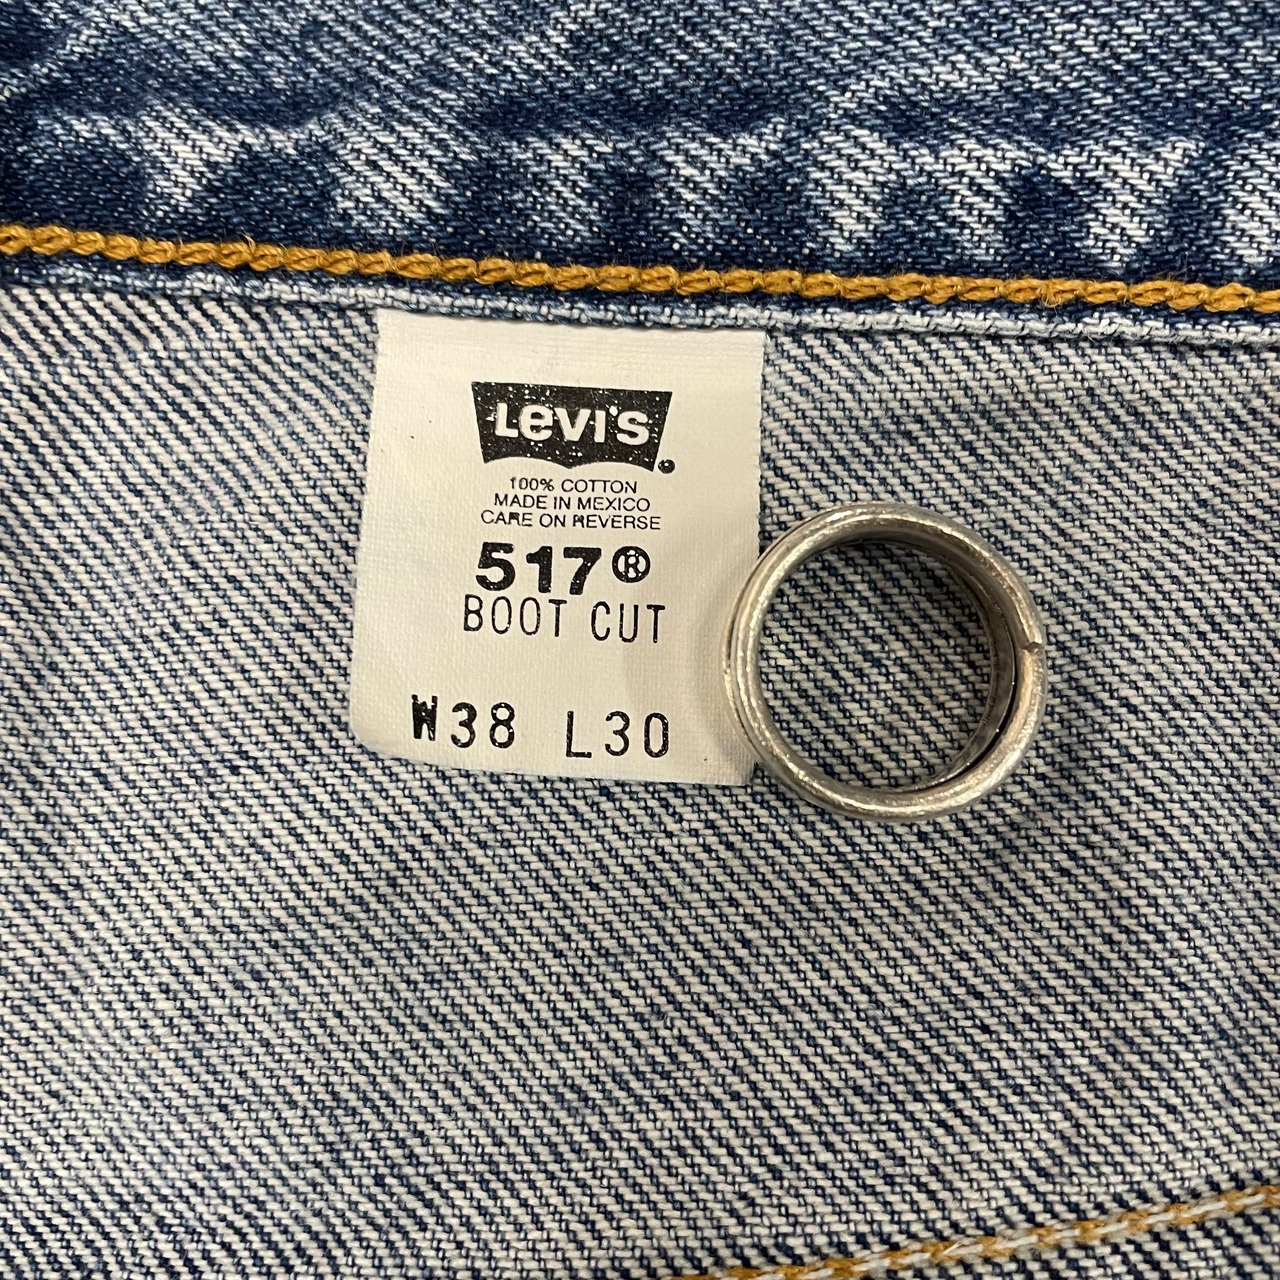 LEVI'S
100% COTTON
MADE IN MEXICO
CARE ON REVERSE
517®
BOOT CUT
W38 L30